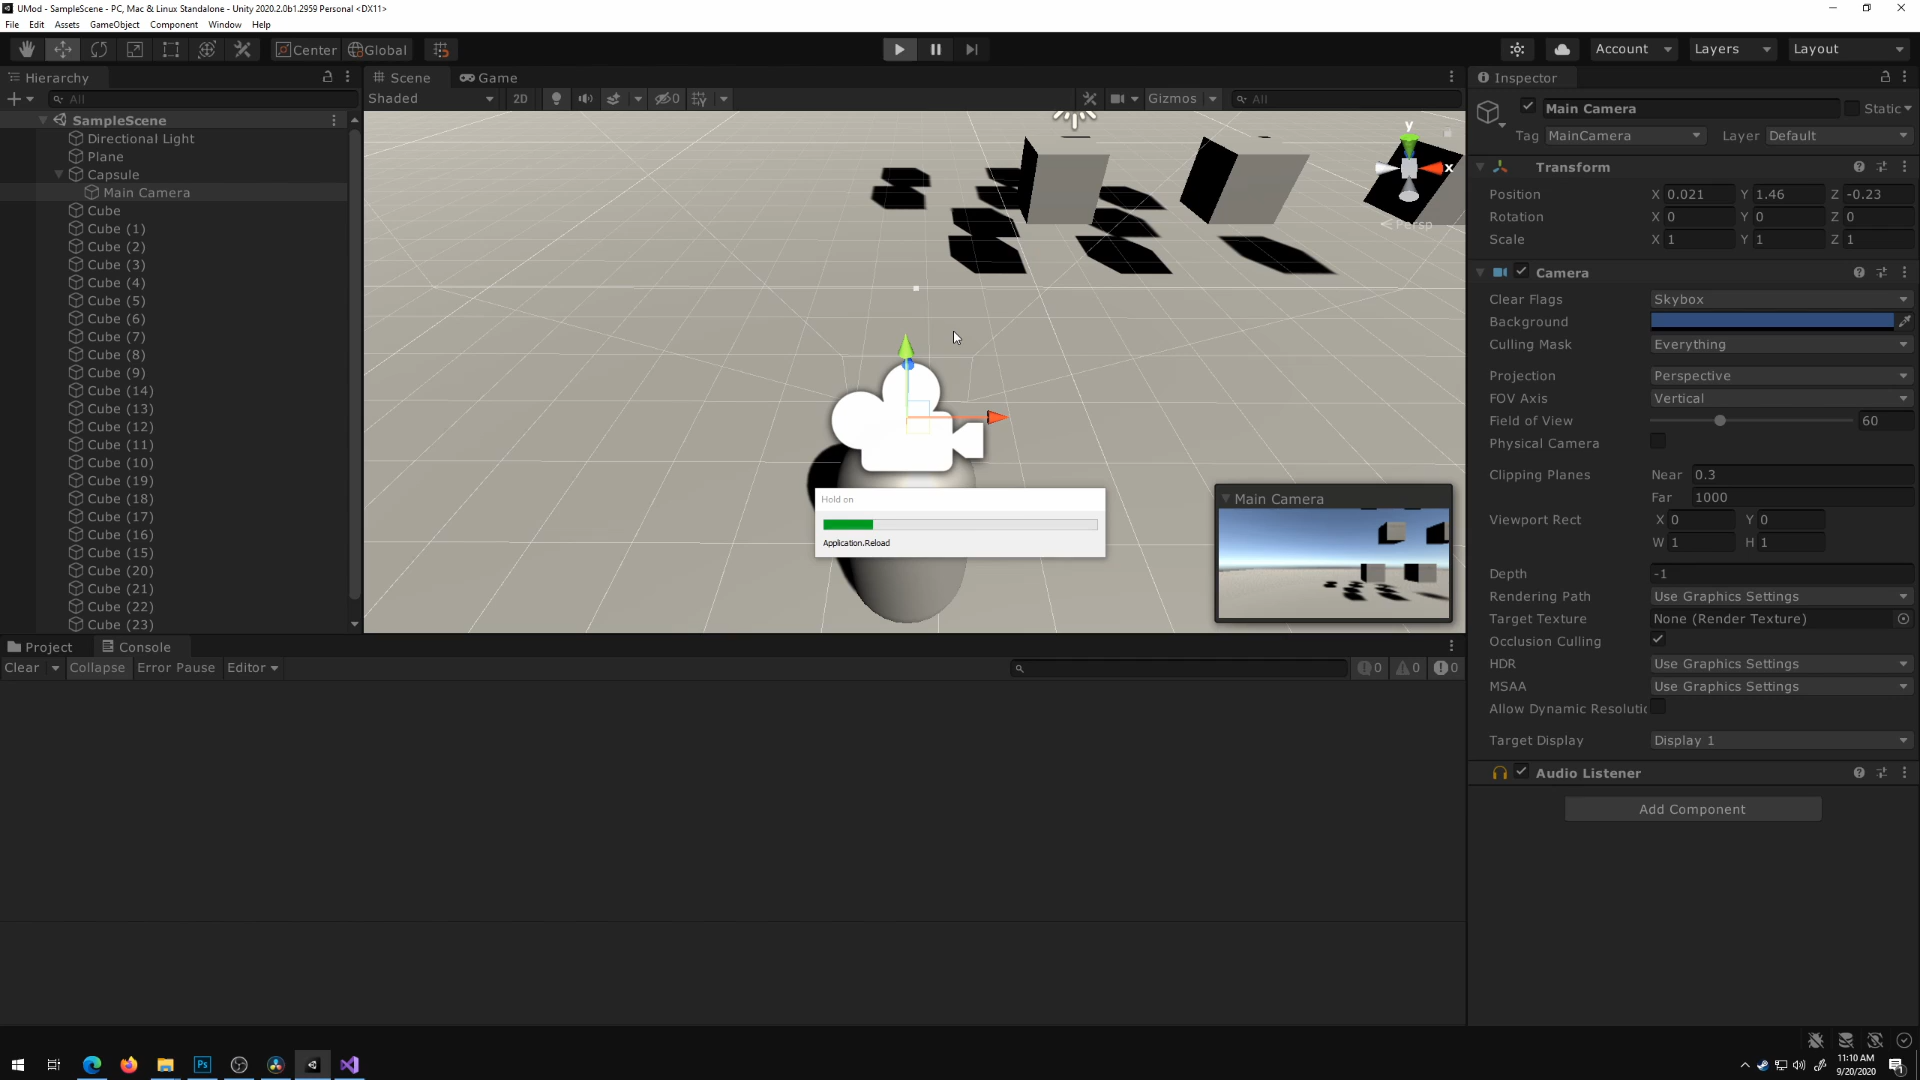 UMod - SampleScene - PC, Mac & Linux Standalone - Unity 2020.2.0b1.2959 Personal <DX11>
File Edit Assets GameObject Component Window Help
Center Global
Account Layers Layout
Hierarchy
All
SampleScene
Directional Light
Plane
Capsule
Main Camera
Cube
Cube (1)
Cube (2)
Cube (3)
Cube (4)
Cube (5)
Cube (6)
Cube (7)
Cube (8)
Cube (9)
Cube (14)
Cube (13)
Cube (12)
Cube (11)
Cube (10)
Cube (19)
Cube (18)
Cube (17)
Cube (16)
Cube (15)
Cube (20)
Cube (21)
Cube (22)
Cube (23)
Scene Game
Shaded 2D 0 Gizmos All
y
x
Persp
Hold on
Application.Reload
Main Camera
Inspector
Main Camera Static
Tag MainCamera Layer Default
Transform
Position X 0.021 Y 1.46 Z -0.23
Rotation X 0 Y 0 Z 0
Scale X 1 Y 1 Z 1
Camera
Clear Flags Skybox
Background
Culling Mask Everything
Projection Perspective
FOV Axis Vertical
Field of View 60
Physical Camera
Clipping Planes Near 0.3
Far 1000
Viewport Rect X 0 Y 0
W 1 H 1
Depth -1
Rendering Path Use Graphics Settings
Target Texture None (Render Texture)
Occlusion Culling
HDR Use Graphics Settings
MSAA Use Graphics Settings
Allow Dynamic Resolutic
Target Display Display 1
Audio Listener
Add Component
Project Console
Clear Collapse Error Pause Editor
0 0 0
Ps
11:10 AM
9/20/2020
1